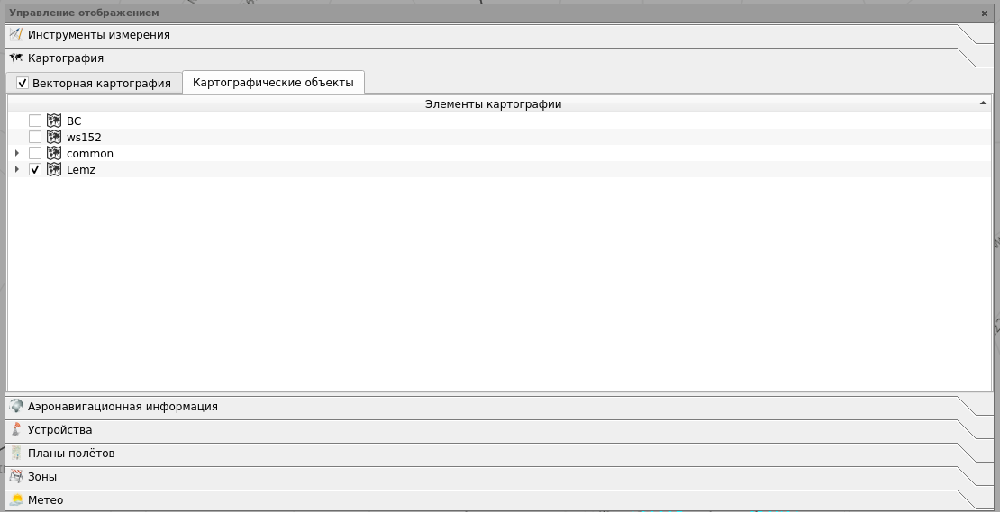 Управление отображением
Инструменты измерения
Картография
Векторная картография Картографические объекты
Элементы картографии
BC
ws152
common
Lemz
Аэронавигационная информация
Устройства
Планы полётов
Зоны
Метео